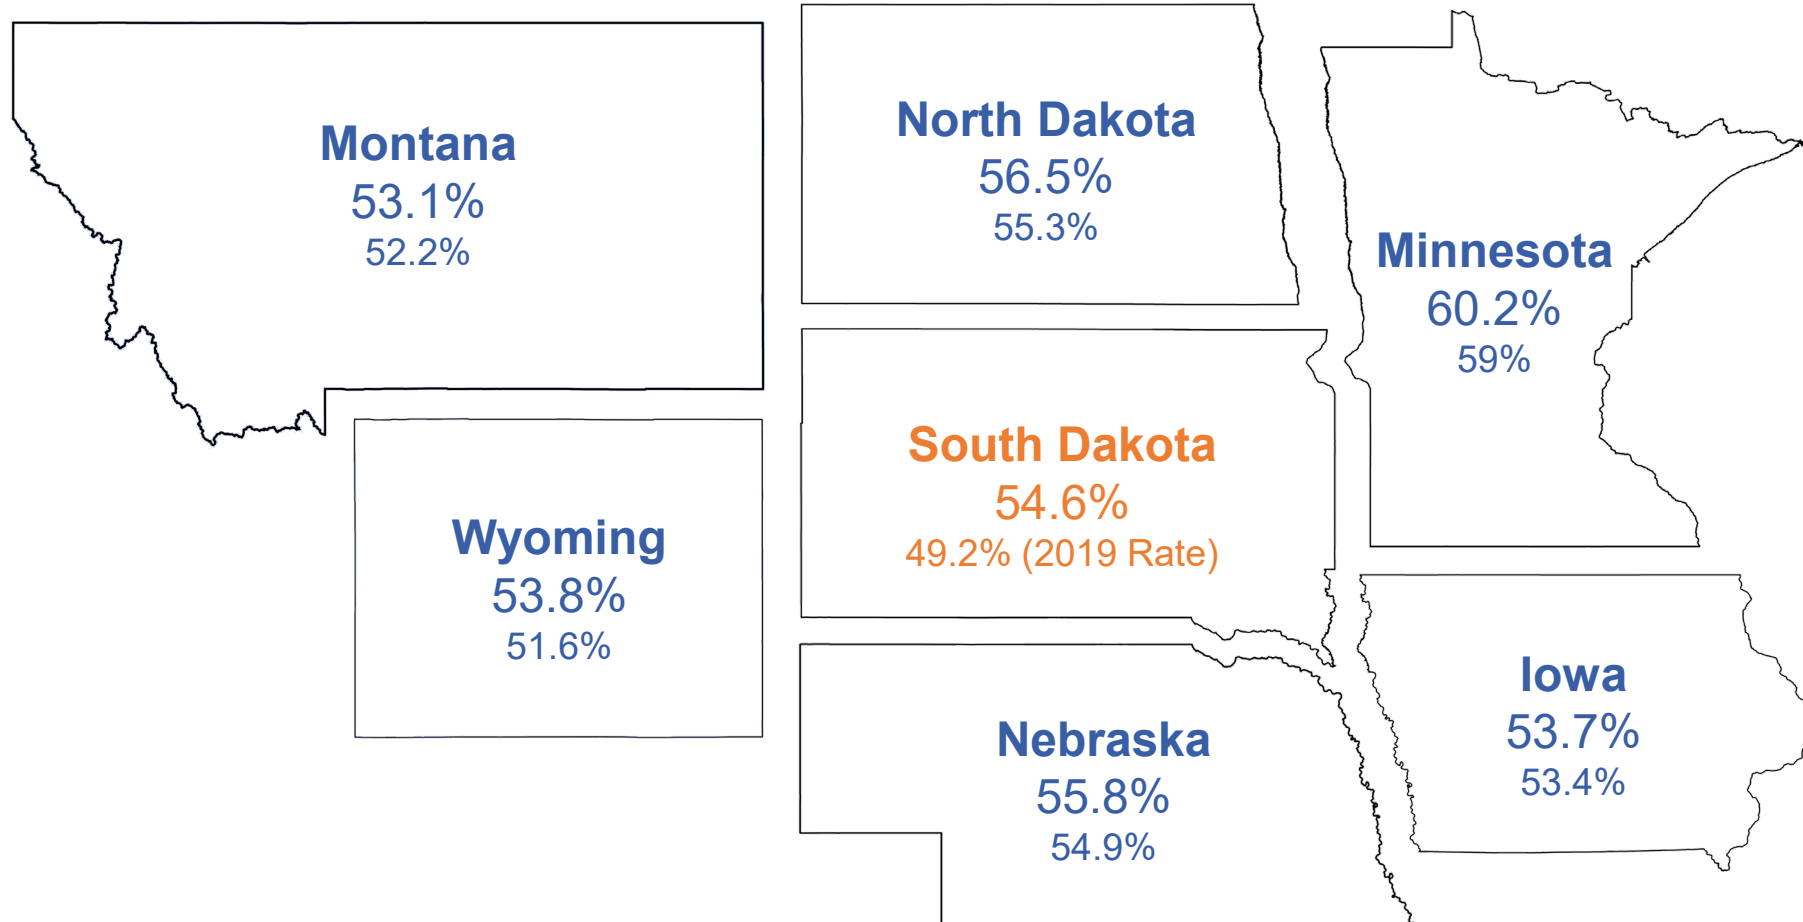 Montana
53.1%
52.2%
North Dakota
56.5%
55.3%
Minnesota
60.2%
59%
South Dakota
54.6%
49.2% (2019 Rate)
Wyoming
53.8%
51.6%
Nebraska
55.8%
54.9%
Iowa
53.7%
53.4%